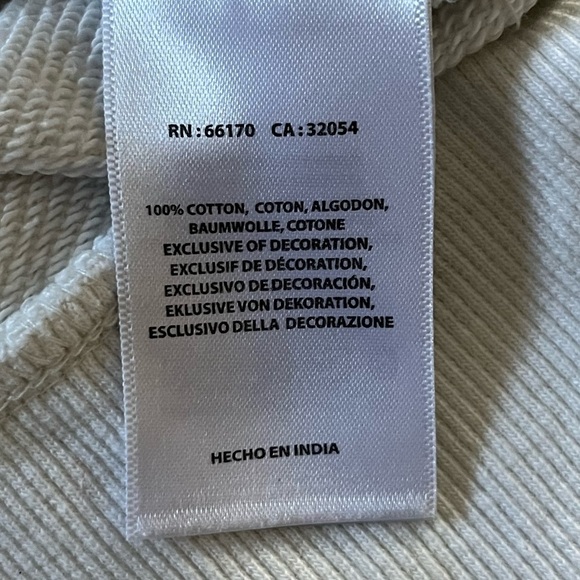 RN : 66170 CA : 32054
100% COTTON, COTON, ALGODON,
BAUMWOLLE, COTONE
EXCLUSIVE OF DECORATION,
EXCLUSIF DE DÉCORATION,
EXCLUSIVO DE DECORACIÓN,
EKLUSIVE VON DEKORATION,
ESCLUSIVO DELLA DECORAZIONE
HECHO EN INDIA